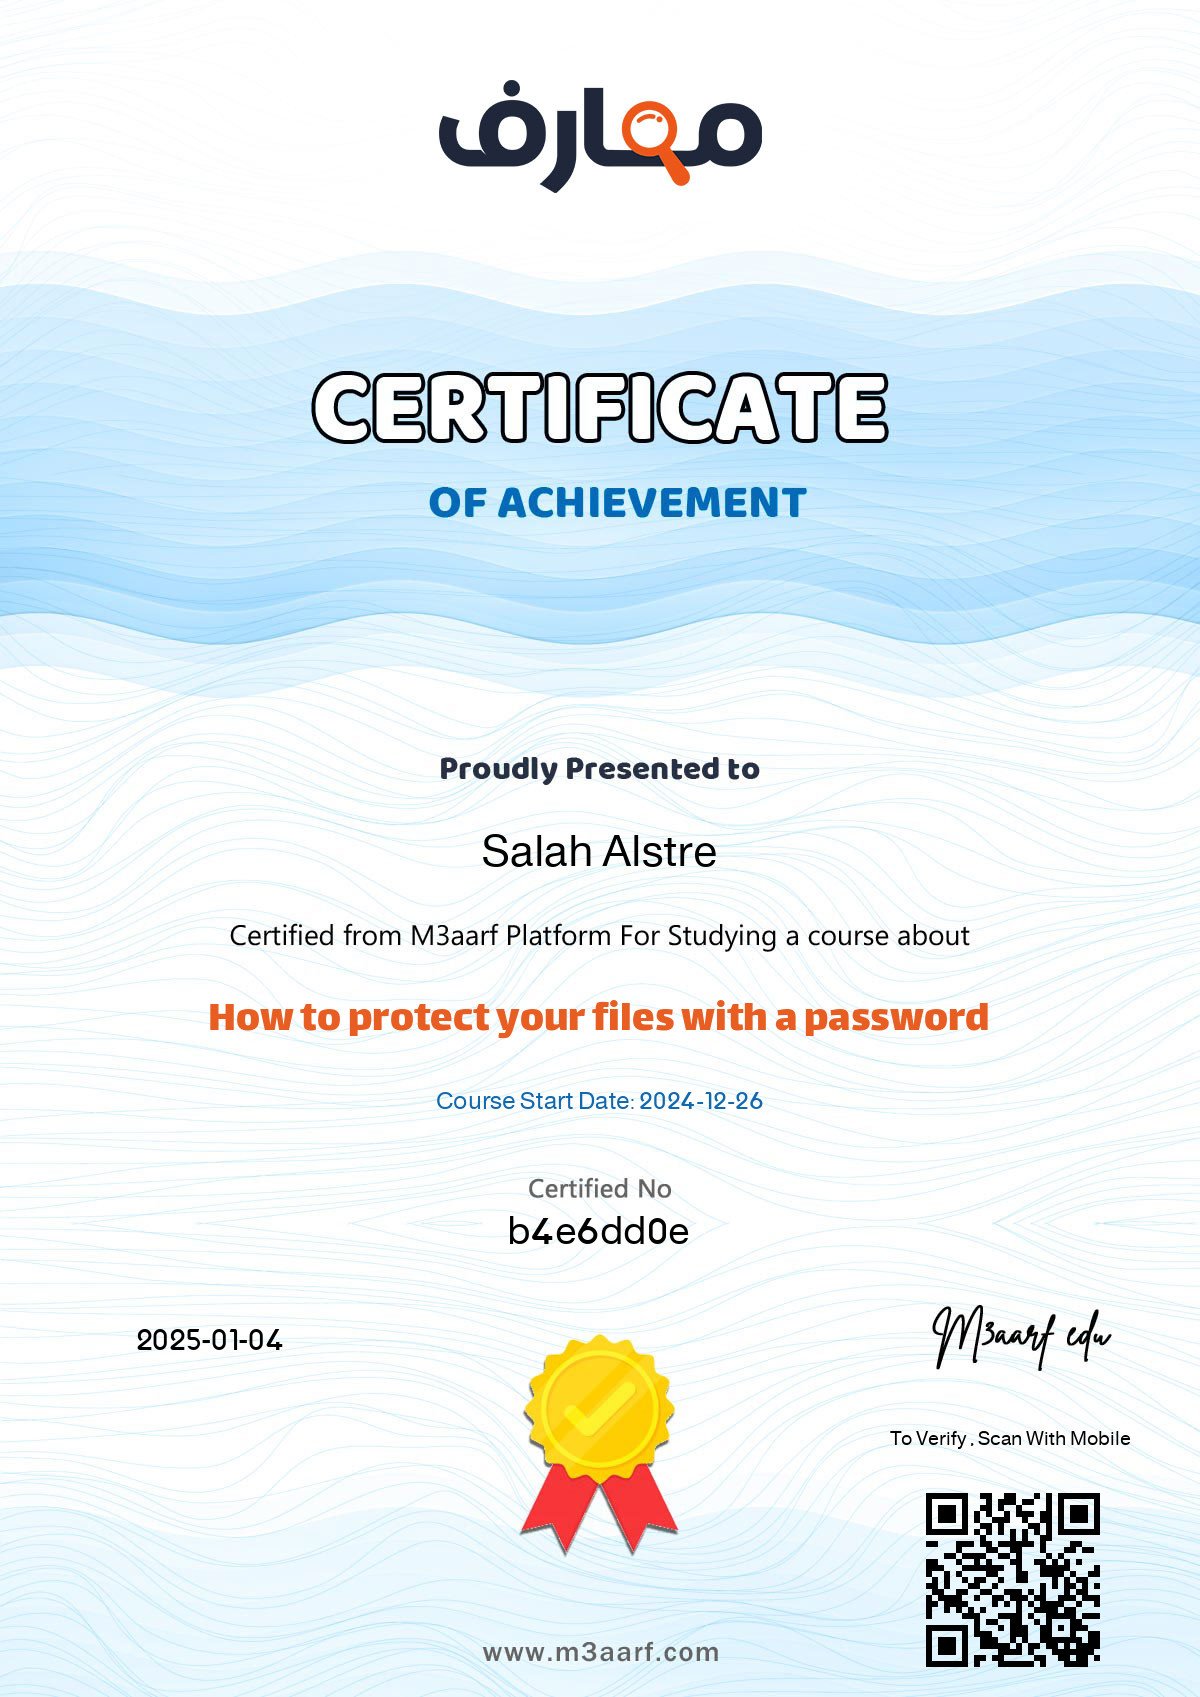 معارف
CERTIFICATE
OF ACHIEVEMENT
Proudly Presented to
Salah Alstre
Certified from M3aarf Platform For Studying a course about
How to protect your files with a password
Course Start Date: 2024-12-26
Certified No
b4e6dd0e
2025-01-04
M3aarf edu
To Verify , Scan With Mobile
www.m3aarf.com